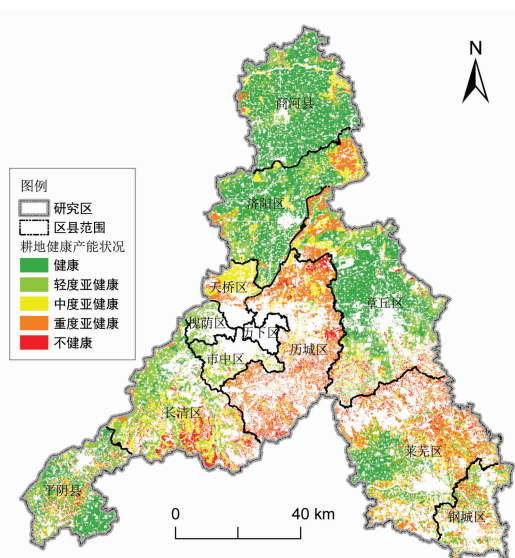 N
商河县
济阳区
图例
研究区
区县范围
耕地健康产能状况
健康
轻度亚健康
中度亚健康
重度亚健康
不健康
天桥区
章丘区
槐荫区
历下区
历城区
市中区
长清区
莱芜区
平阴县
钢城区
0
40 km